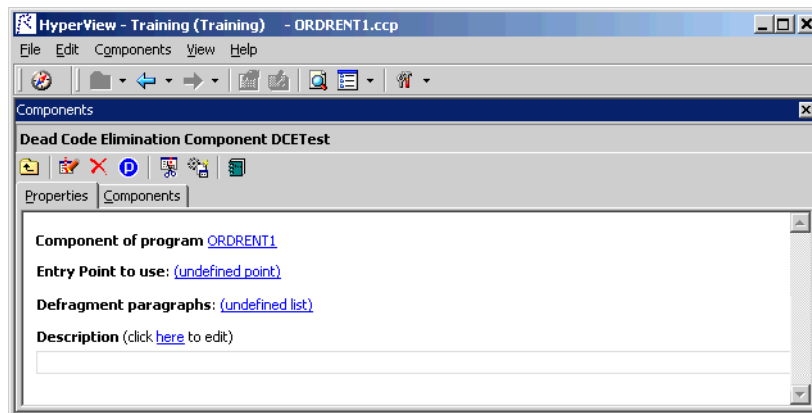 HyperView - Training (Training)    - ORDRENT1.ccp
File Edit Components View Help
Components
Dead Code Elimination Component DCETest
Properties Components
Component of program ORDRENT1
Entry Point to use: (undefined point)
Defragment paragraphs: (undefined list)
Description (click here to edit)